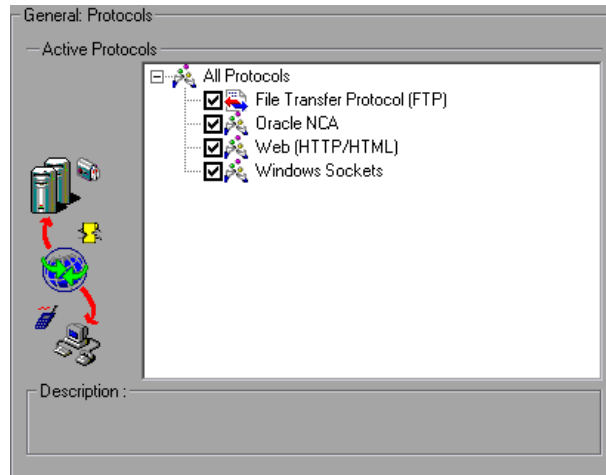 General: Protocols
Active Protocols
All Protocols
File Transfer Protocol (FTP)
Oracle NCA
Web (HTTP/HTML)
Windows Sockets
Description :